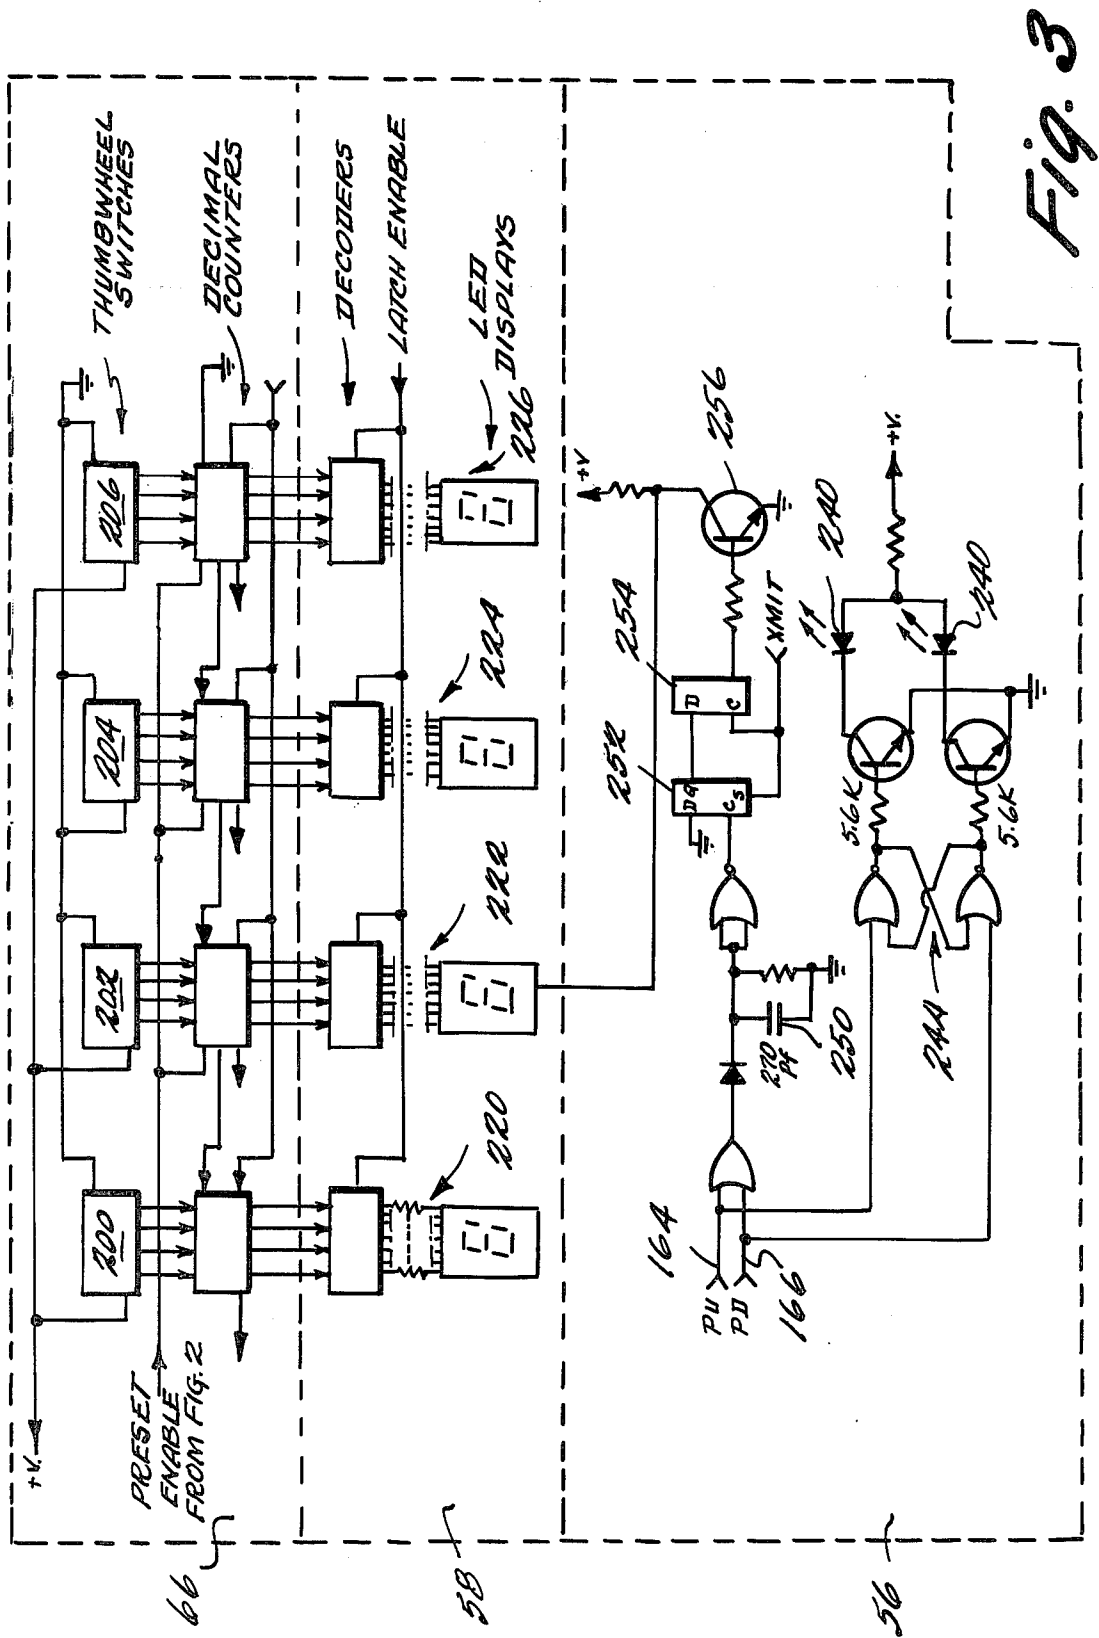 +V.
PRESET
ENABLE
FROM FIG. 2
200
202
204
206
THUMBWHEEL
SWITCHES
DECIMAL
COUNTERS
66
DECODERS
LATCH ENABLE
LED
DISPLAYS
220
222
224
226
58
+V
164
PU
PD
166
270
Pf
250
252
D Q
C S
254
D
C
XMIT
256
240
+V.
240
5.6K
5.6K
244
56
Fig. 3